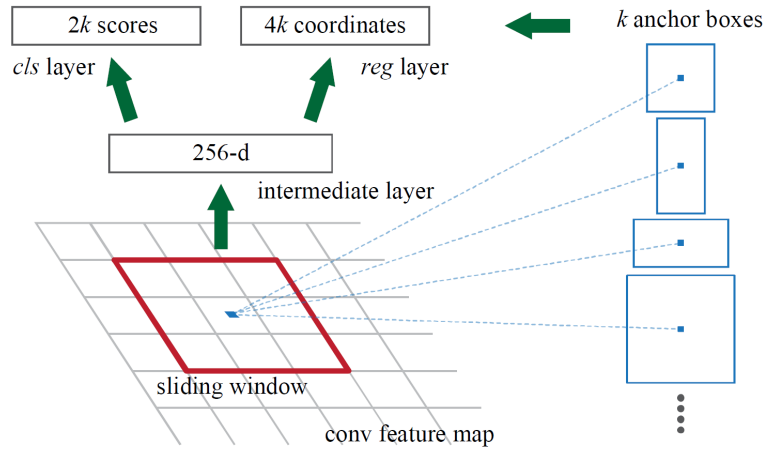 2k scores
4k coordinates
k anchor boxes
cls layer
reg layer
256-d
intermediate layer
sliding window
conv feature map